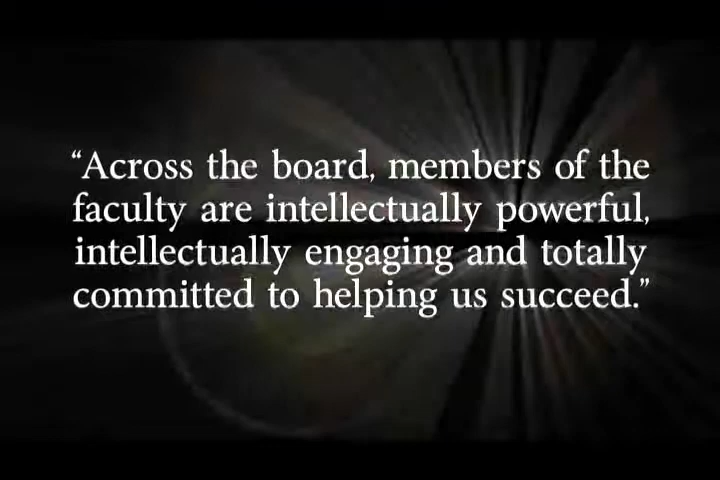 “Across the board, members of the
faculty are intellectually powerful,
intellectually engaging and totally
committed to helping us succeed.”